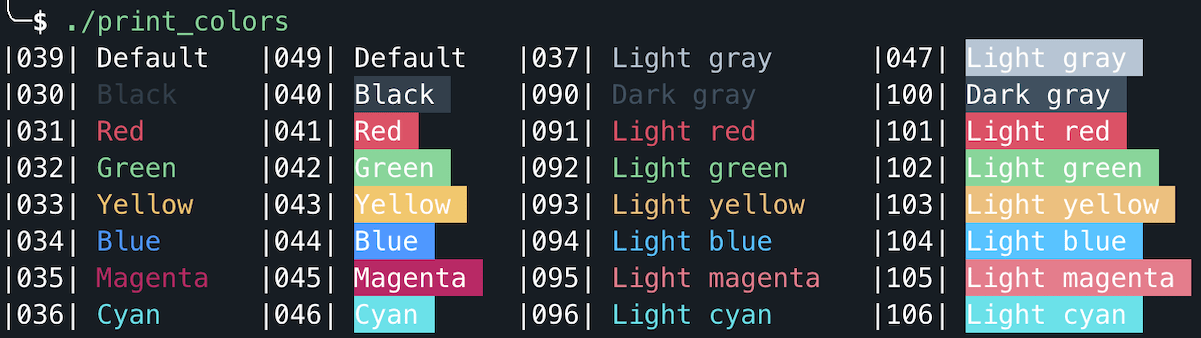 ╰─$ ./print_colors
|039| Default |049| Default |037| Light gray |047| Light gray
|030| Black |040| Black |090| Dark gray |100| Dark gray
|031| Red |041| Red |091| Light red |101| Light red
|032| Green |042| Green |092| Light green |102| Light green
|033| Yellow |043| Yellow |093| Light yellow |103| Light yellow
|034| Blue |044| Blue |094| Light blue |104| Light blue
|035| Magenta |045| Magenta |095| Light magenta |105| Light magenta
|036| Cyan |046| Cyan |096| Light cyan |106| Light cyan